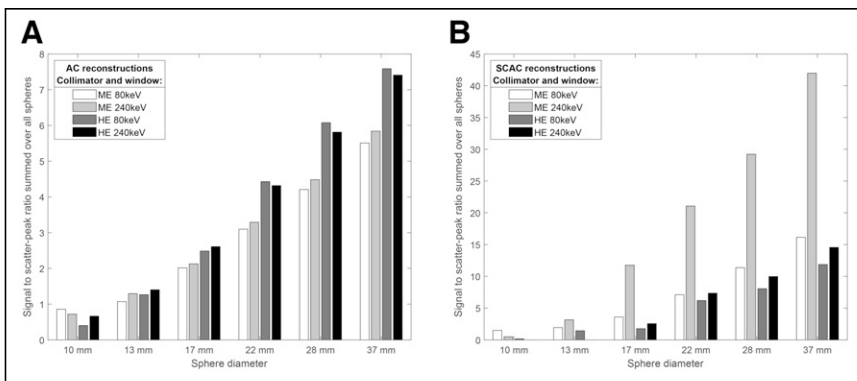 A
Signal to scatter-peak ratio summed over all spheres
8
7
6
5
4
3
2
1
0
AC reconstructions
Collimator and window:
ME 80keV
ME 240keV
HE 80keV
HE 240keV
10 mm
13 mm
17 mm
22 mm
28 mm
37 mm
Sphere diameter
B
Signal to scatter-peak ratio summed over all spheres
45
40
35
30
25
20
15
10
5
0
SCAC reconstructions
Collimator and window:
ME 80keV
ME 240keV
HE 80keV
HE 240keV
10 mm
13 mm
17 mm
22 mm
28 mm
37 mm
Sphere diameter